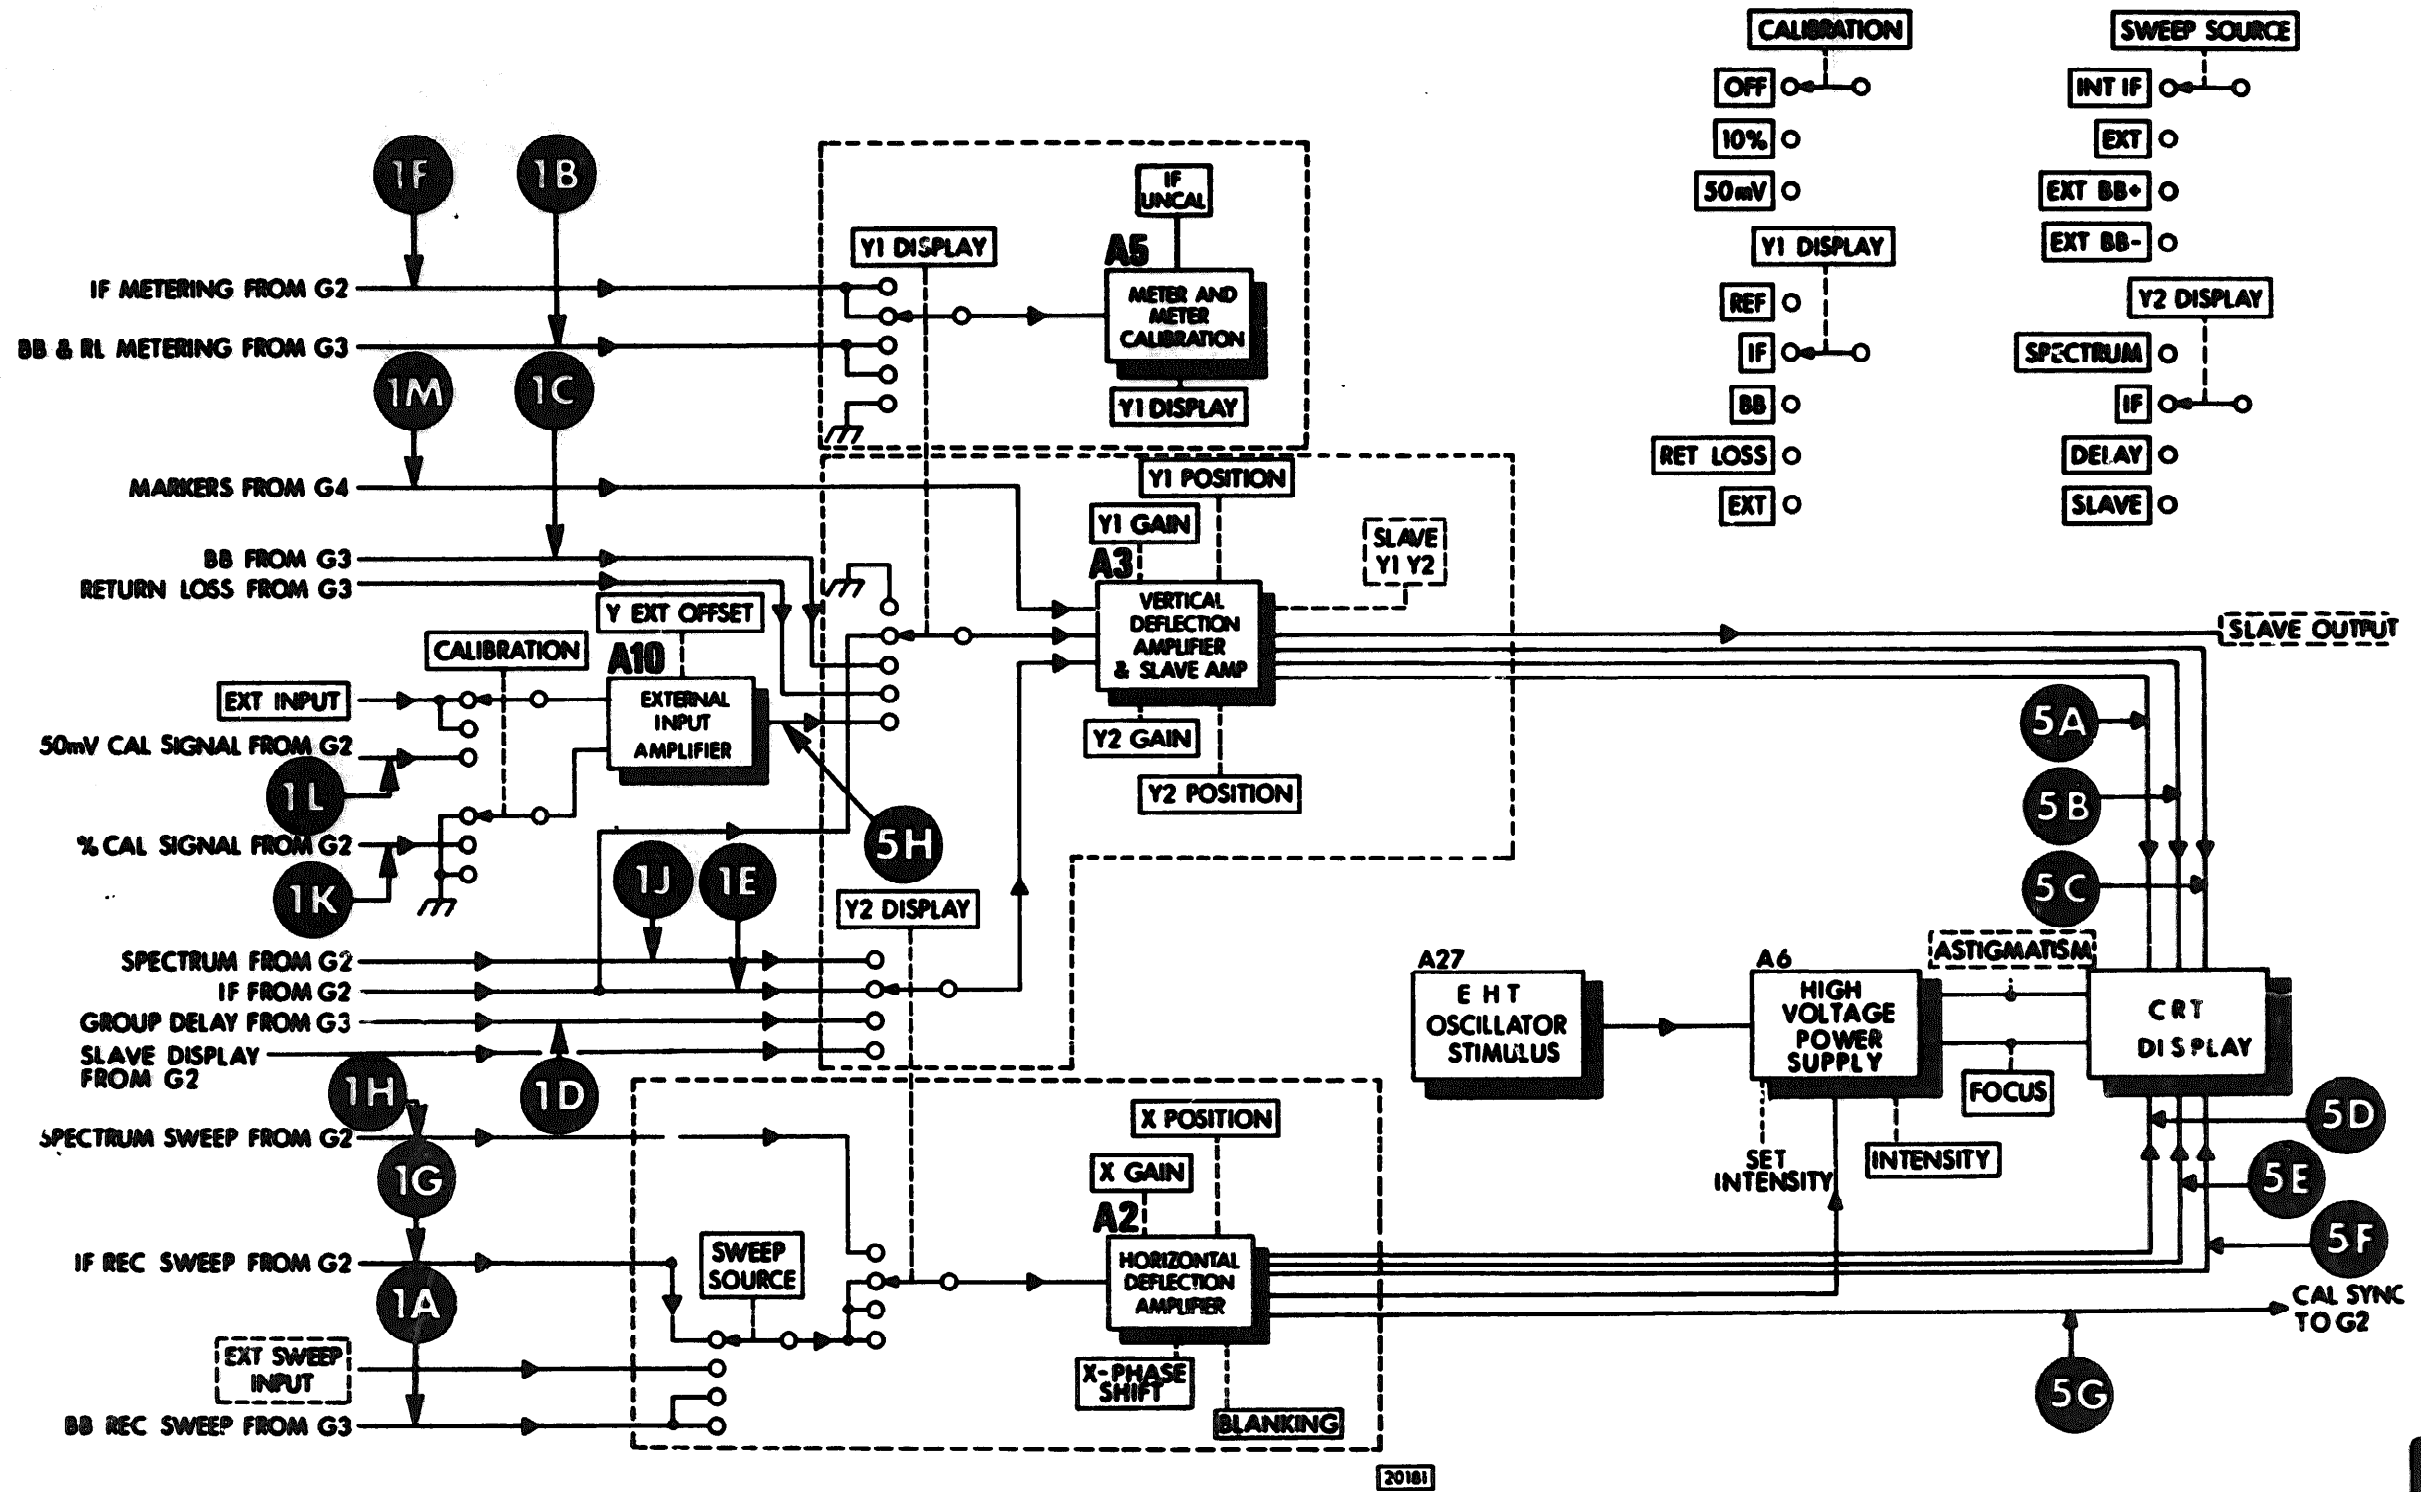 CALIBRATION
OFF
10%
50mV
Y1 DISPLAY
REF
IF
BB
RET LOSS
EXT
SWEEP SOURCE
INT IF
EXT
EXT BB+
EXT BB-
Y2 DISPLAY
SPECTRUM
IF
DELAY
SLAVE
1F
1B
IF METERING FROM G2
BB & RL METERING FROM G3
1M
1C
MARKERS FROM G4
BB FROM G3
RETURN LOSS FROM G3
Y1 DISPLAY
IF
UNCAL
A5
METER AND
METER
CALIBRATION
Y1 DISPLAY
Y1 POSITION
Y1 GAIN
A3
VERTICAL
DEFLECTION
AMPLIFIER
& SLAVE AMP
SLAVE
Y1 Y2
Y2 GAIN
Y2 POSITION
SLAVE OUTPUT
Y EXT OFFSET
CALIBRATION
A10
EXTERNAL
INPUT
AMPLIFIER
EXT INPUT
50mV CAL SIGNAL FROM G2
1L
% CAL SIGNAL FROM G2
1K
5H
1J
1E
Y2 DISPLAY
SPECTRUM FROM G2
IF FROM G2
GROUP DELAY FROM G3
SLAVE DISPLAY
FROM G2
1H
1D
SPECTRUM SWEEP FROM G2
1G
IF REC SWEEP FROM G2
1A
EXT SWEEP
INPUT
BB REC SWEEP FROM G3
SWEEP
SOURCE
X POSITION
X GAIN
A2
HORIZONTAL
DEFLECTION
AMPLIFIER
X-PHASE
SHIFT
BLANKING
5A
5B
5C
A27
EHT
OSCILLATOR
STIMULUS
A6
HIGH
VOLTAGE
POWER
SUPPLY
ASTIGMATISM
FOCUS
CRT
DISPLAY
SET
INTENSITY
INTENSITY
5D
5E
5F
CAL SYNC
TO G2
5G
20181